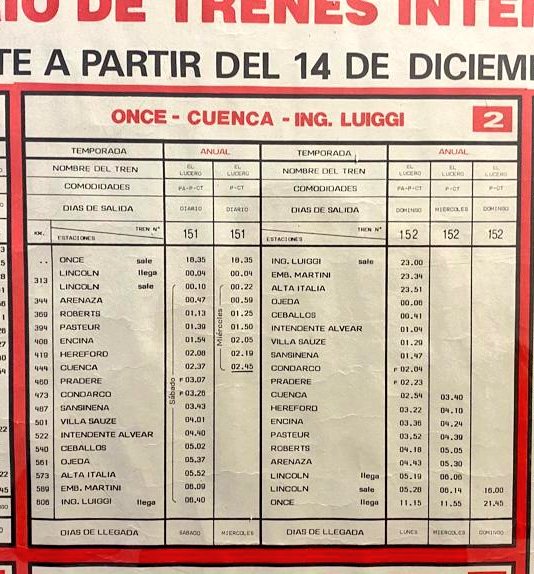 RIO DE TRENES INTE
TE A PARTIR DEL 14 DE DICIEM
ONCE - CUENCA - ING. LUIGGI 2
TEMPORADA ANUAL TEMPORADA ANUAL
NOMBRE DEL TREN EL LUCERO EL LUCERO NOMBRE DEL TREN EL LUCERO EL LUCERO EL LUCERO
COMODIDADES PA-P-CT P-CT COMODIDADES PA-P-CT P-CT P-CT
DIAS DE SALIDA DIARIO DIARIO DIAS DE SALIDA DOMINGO MIERCOLES DOMINGO
KM. ESTACIONES TREN Nº 151 151 ESTACIONES TREN Nº 152 152 152
.. ONCE sale 18.35 18.35 ING. LUIGGI sale 23.00
313 LINCOLN llega 00.04 00.04 EMB. MARTINI 23.34
LINCOLN sale 00.10 00.22 ALTA ITALIA 23.51
344 ARENAZA 00.47 00.59 OJEDA 00.06
369 ROBERTS 01.13 01.25 CEBALLOS 00.41
394 PASTEUR 01.39 01.50 INTENDENTE ALVEAR 01.04
408 ENCINA 01.54 02.05 VILLA SAUZE 01.29
419 HEREFORD 02.08 02.19 SANSINENA 01.47
444 CUENCA 02.37 02.45 CONDARCO P 02.04
460 PRADERE P 03.07 PRADERE P 02.23
473 CONDARCO P 03.26 CUENCA 02.54 03.40
487 SANSINENA 03.43 HEREFORD 03.22 04.10
501 VILLA SAUZE 04.01 ENCINA 03.36 04.24
522 INTENDENTE ALVEAR 04.40 PASTEUR 03.52 04.39
540 CEBALLOS 05.02 ROBERTS 04.18 05.05
561 OJEDA 05.37 ARENAZA 04.43 05.30
573 ALTA ITALIA 05.52 LINCOLN llega 05.19 06.06
589 EMB. MARTINI 06.09 LINCOLN sale 05.28 06.14 16.00
606 ING. LUIGGI llega 06.40 ONCE llega 11.15 11.55 21.45
Sábado
Miércoles
DIAS DE LLEGADA SABADO MIERCOLES DIAS DE LLEGADA LUNES MIERCOLES DOMINGO